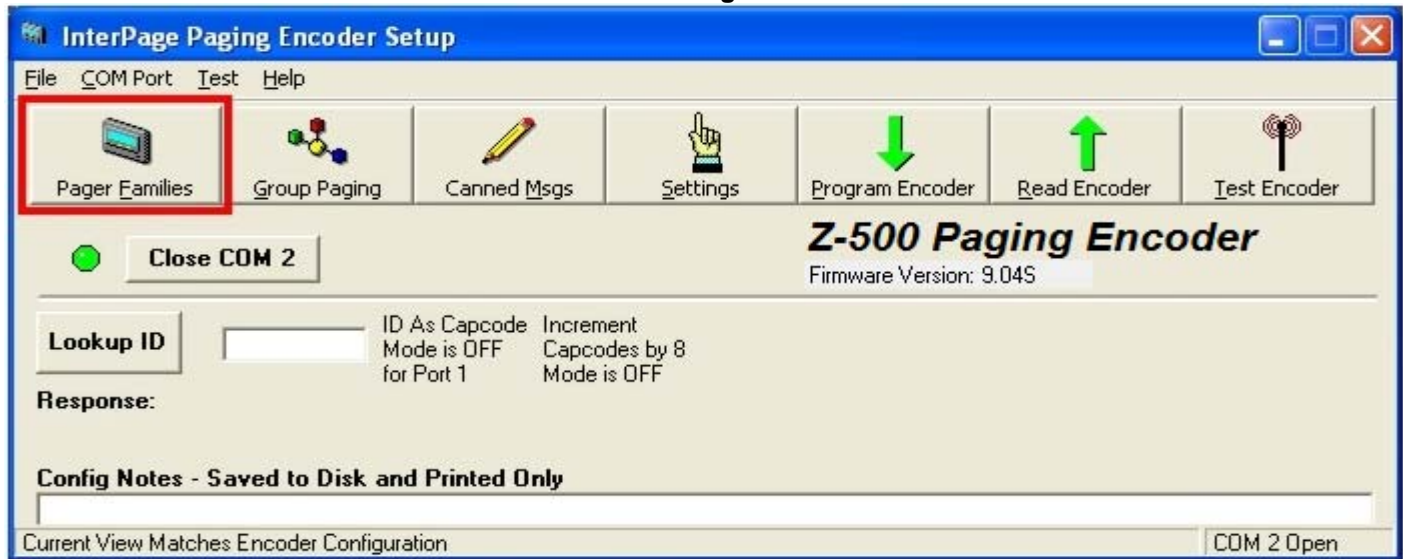 InterPage Paging Encoder Setup
File COM Port Test Help
Pager Families Group Paging Canned Msgs Settings Program Encoder Read Encoder Test Encoder
Close COM 2
Z-500 Paging Encoder
Firmware Version: 9.04S
Lookup ID
ID As Capcode
Mode is OFF
for Port 1
Increment
Capcodes by 8
Mode is OFF
Response:
Config Notes - Saved to Disk and Printed Only
Current View Matches Encoder Configuration COM 2 Open